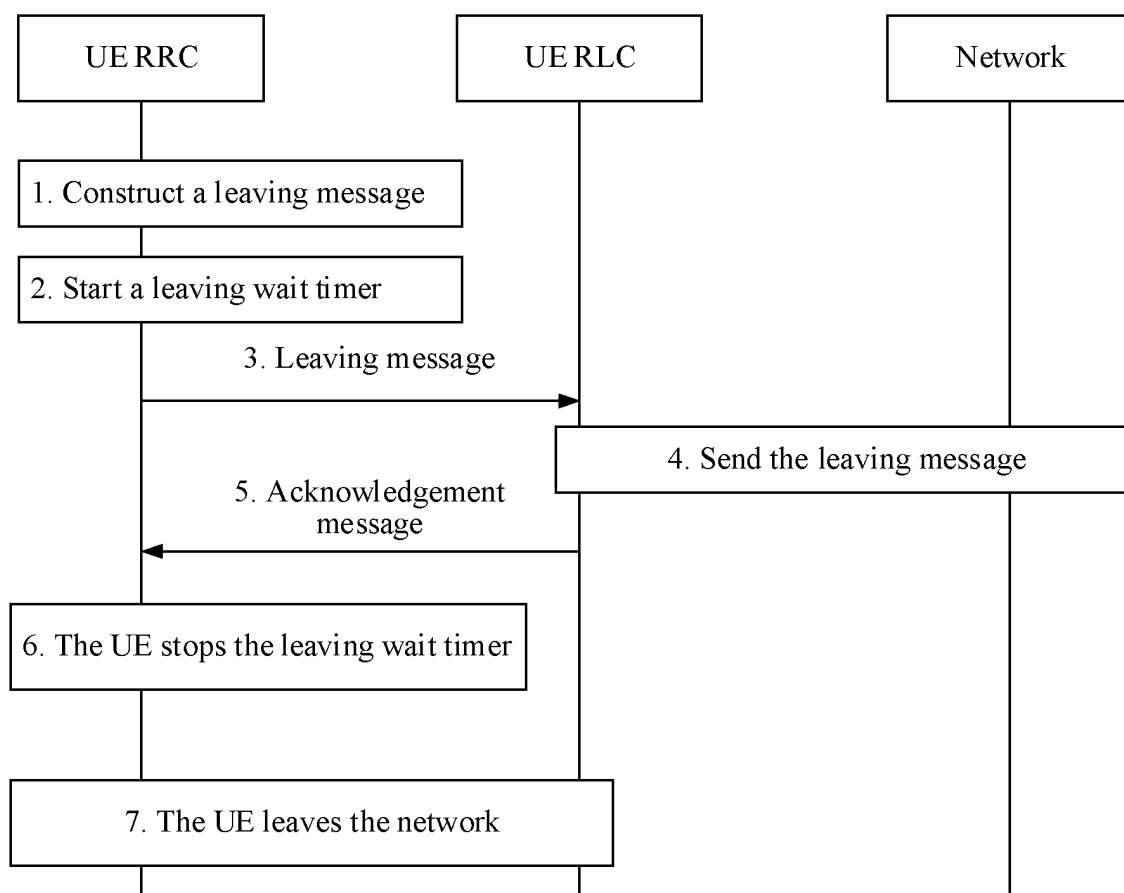 UE RRC
UE RLC
Network
1. Construct a leaving message
2. Start a leaving wait timer
3. Leaving message
4. Send the leaving message
5. Acknowledgement
message
6. The UE stops the leaving wait timer
7. The UE leaves the network